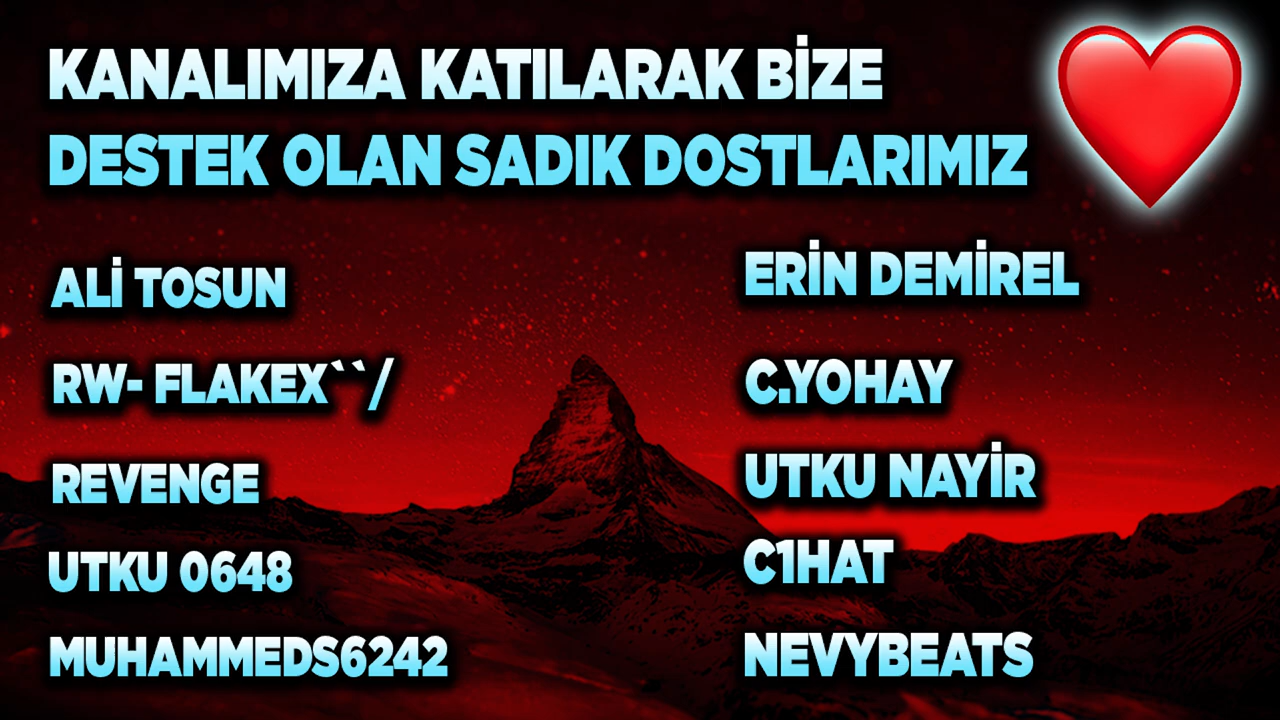 KANALIMIZA KATILARAK BİZE
DESTEK OLAN SADIK DOSTLARIMIZ
ALİ TOSUN
RW- FLAKEX``/
REVENGE
UTKU 0648
MUHAMMEDS6242
ERİN DEMİREL
C.YOHAY
UTKU NAYİR
C1HAT
NEVYBEATS